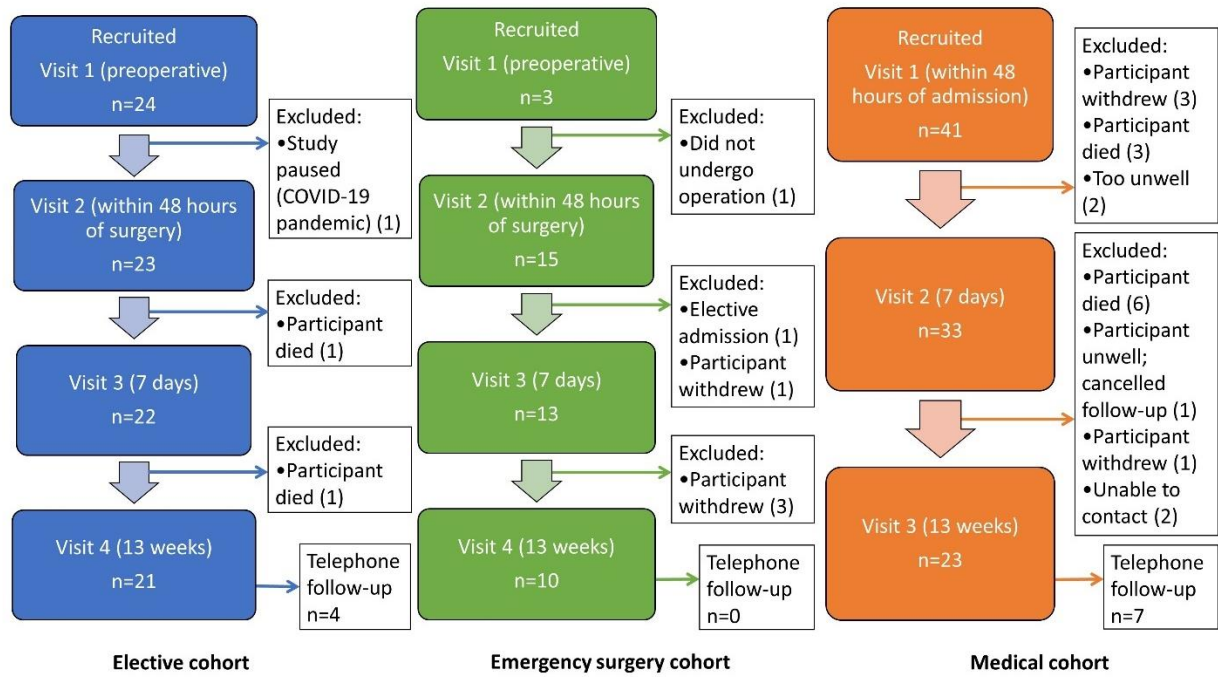 Recruited
Visit 1 (preoperative)
n=24
Excluded:
•Study
paused
(COVID-19
pandemic) (1)
Visit 2 (within 48 hours
of surgery)
n=23
Excluded:
•Participant
died (1)
Visit 3 (7 days)
n=22
Excluded:
•Participant
died (1)
Visit 4 (13 weeks)
n=21
Telephone
follow-up
n=4
Elective cohort
Recruited
Visit 1 (preoperative)
n=3
Excluded:
•Did not
undergo
operation (1)
Visit 2 (within 48 hours
of surgery)
n=15
Excluded:
•Elective
admission (1)
•Participant
withdrew (1)
Visit 3 (7 days)
n=13
Excluded:
•Participant
withdrew (3)
Visit 4 (13 weeks)
n=10
Telephone
follow-up
n=0
Emergency surgery cohort
Recruited
Visit 1 (within 48
hours of admission)
n=41
Excluded:
•Participant
withdrew (3)
•Participant
died (3)
•Too unwell
(2)
Visit 2 (7 days)
n=33
Excluded:
•Participant
died (6)
•Participant
unwell;
cancelled
follow-up (1)
•Participant
withdrew (1)
•Unable to
contact (2)
Visit 3 (13 weeks)
n=23
Telephone
follow-up
n=7
Medical cohort